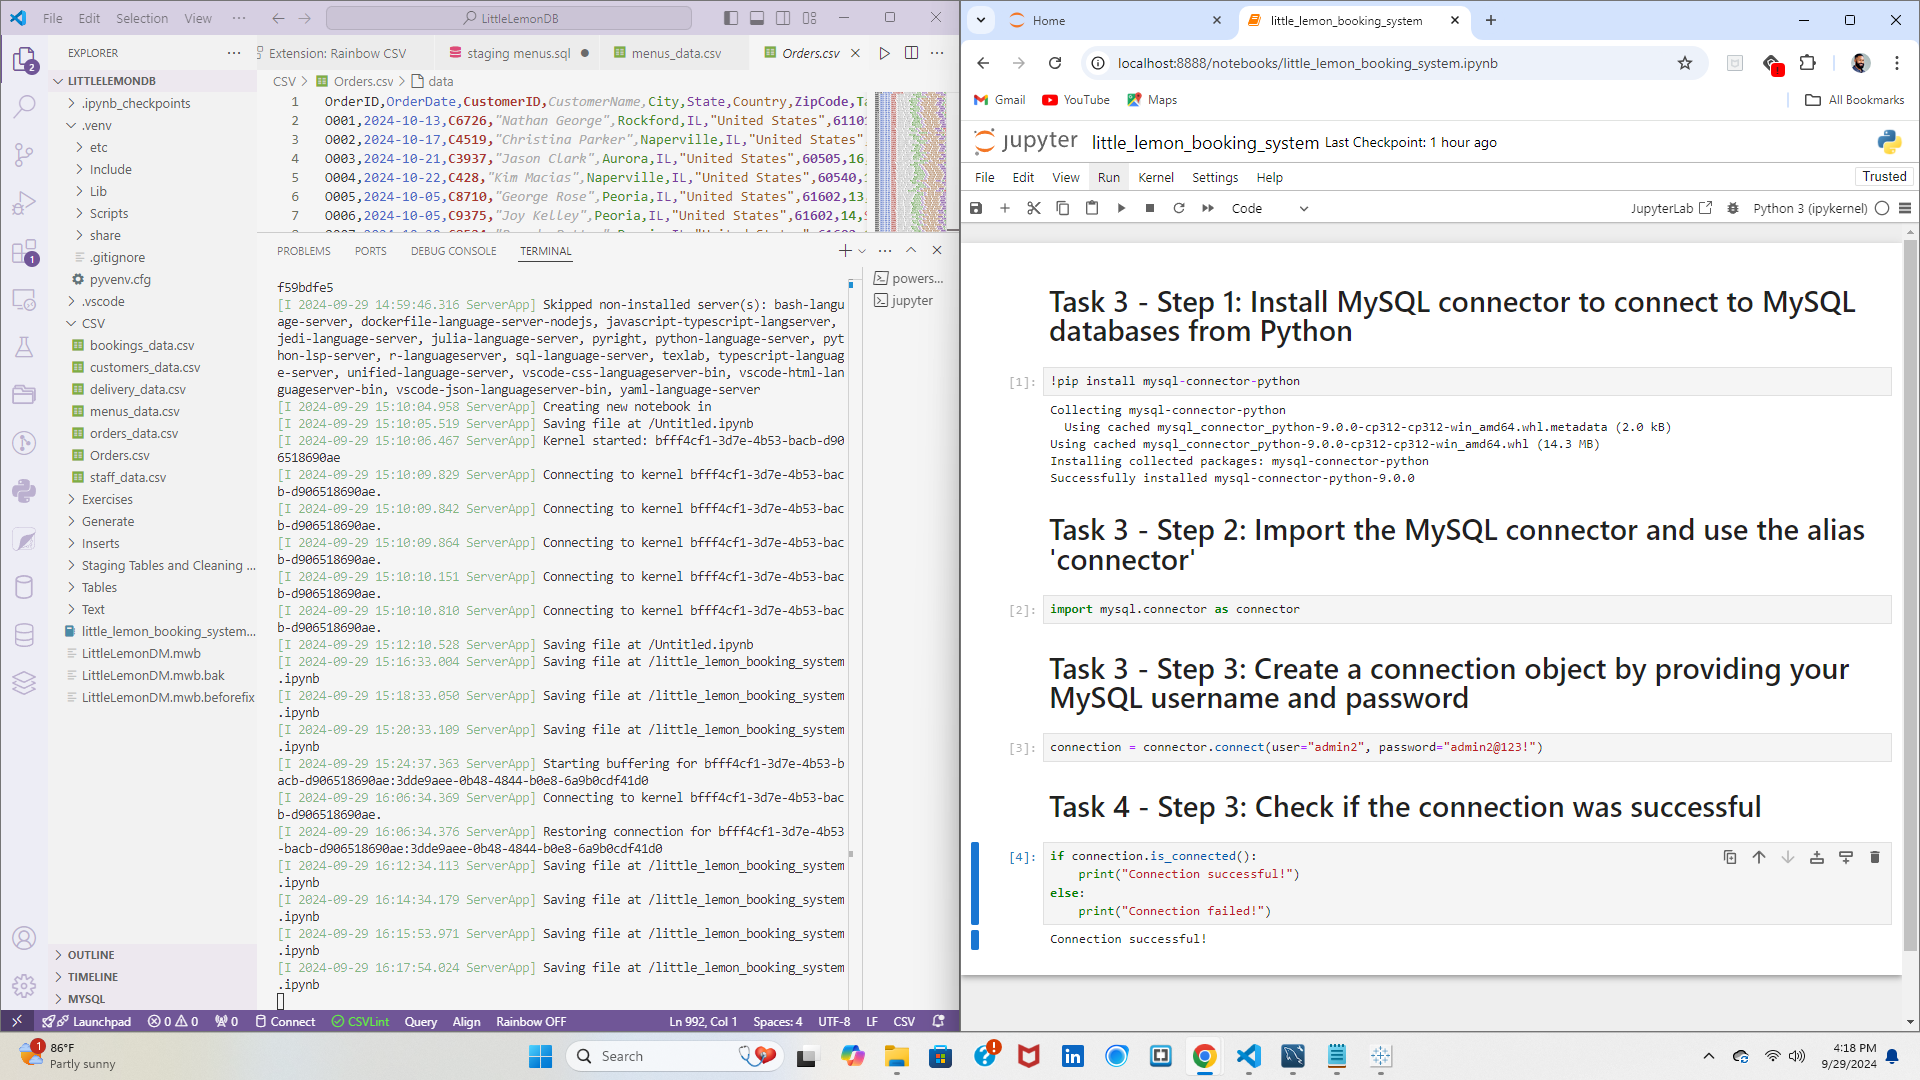 File Edit Selection View ··· LittleLemonDB
EXPLORER
LITTLELEMONDB
.ipynb_checkpoints
.venv
etc
Include
Lib
Scripts
share
.gitignore
pyvenv.cfg
.vscode
CSV
bookings_data.csv
customers_data.csv
delivery_data.csv
menus_data.csv
orders_data.csv
Orders.csv
staff_data.csv
Exercises
Generate
Inserts
Staging Tables and Cleaning ...
Tables
Text
little_lemon_booking_system...
LittleLemonDM.mwb
LittleLemonDM.mwb.bak
LittleLemonDM.mwb.beforefix
OUTLINE
TIMELINE
MYSQL
2
1
Extension: Rainbow CSV staging menus.sql menus_data.csv Orders.csv
CSV > Orders.csv > data
1 OrderID,OrderDate,CustomerID,CustomerName,City,State,Country,ZipCode,Ta
2 O001,2024-10-13,C6726,"Nathan George",Rockford,IL,"United States",61101
3 O002,2024-10-17,C4519,"Christina Parker",Naperville,IL,"United States",
4 O003,2024-10-21,C3937,"Jason Clark",Aurora,IL,"United States",60505,16,
5 O004,2024-10-22,C428,"Kim Macias",Naperville,IL,"United States",60540,1
6 O005,2024-10-05,C8710,"George Rose",Peoria,IL,"United States",61602,13,
7 O006,2024-10-05,C9375,"Joy Kelley",Peoria,IL,"United States",61602,14,
PROBLEMS PORTS DEBUG CONSOLE TERMINAL
powers...
jupyter
f59bdfe5
[I 2024-09-29 14:59:46.316 ServerApp] Skipped non-installed server(s): bash-langu
age-server, dockerfile-language-server-nodejs, javascript-typescript-langserver,
jedi-language-server, julia-language-server, pyright, python-language-server, pyt
hon-lsp-server, r-languageserver, sql-language-server, texlab, typescript-languag
e-server, unified-language-server, vscode-css-languageserver-bin, vscode-html-lan
guageserver-bin, vscode-json-languageserver-bin, yaml-language-server
[I 2024-09-29 15:10:04.958 ServerApp] Creating new notebook in
[I 2024-09-29 15:10:05.519 ServerApp] Saving file at /Untitled.ipynb
[I 2024-09-29 15:10:06.467 ServerApp] Kernel started: bfff4cf1-3d7e-4b53-bacb-d90
6518690ae
[I 2024-09-29 15:10:09.829 ServerApp] Connecting to kernel bfff4cf1-3d7e-4b53-bac
b-d906518690ae.
[I 2024-09-29 15:10:09.842 ServerApp] Connecting to kernel bfff4cf1-3d7e-4b53-bac
b-d906518690ae.
[I 2024-09-29 15:10:09.864 ServerApp] Connecting to kernel bfff4cf1-3d7e-4b53-bac
b-d906518690ae.
[I 2024-09-29 15:10:10.151 ServerApp] Connecting to kernel bfff4cf1-3d7e-4b53-bac
b-d906518690ae.
[I 2024-09-29 15:10:10.810 ServerApp] Connecting to kernel bfff4cf1-3d7e-4b53-bac
b-d906518690ae.
[I 2024-09-29 15:12:10.528 ServerApp] Saving file at /Untitled.ipynb
[I 2024-09-29 15:16:33.004 ServerApp] Saving file at /little_lemon_booking_system
.ipynb
[I 2024-09-29 15:18:33.050 ServerApp] Saving file at /little_lemon_booking_system
.ipynb
[I 2024-09-29 15:20:33.109 ServerApp] Saving file at /little_lemon_booking_system
.ipynb
[I 2024-09-29 15:24:37.363 ServerApp] Starting buffering for bfff4cf1-3d7e-4b53-b
acb-d906518690ae:3dde9aee-0b48-4844-b0e8-6a9b0cdf41d0
[I 2024-09-29 16:06:34.369 ServerApp] Connecting to kernel bfff4cf1-3d7e-4b53-bac
b-d906518690ae.
[I 2024-09-29 16:06:34.376 ServerApp] Restoring connection for bfff4cf1-3d7e-4b53
-bacb-d906518690ae:3dde9aee-0b48-4844-b0e8-6a9b0cdf41d0
[I 2024-09-29 16:12:34.113 ServerApp] Saving file at /little_lemon_booking_system
.ipynb
[I 2024-09-29 16:14:34.179 ServerApp] Saving file at /little_lemon_booking_system
.ipynb
[I 2024-09-29 16:15:53.971 ServerApp] Saving file at /little_lemon_booking_system
.ipynb
[I 2024-09-29 16:17:54.024 ServerApp] Saving file at /little_lemon_booking_system
.ipynb
Launchpad 0 0 0 Connect CSVLint Query Align Rainbow OFF Ln 992, Col 1 Spaces: 4 UTF-8 LF CSV
Home little_lemon_booking_system
localhost:8888/notebooks/little_lemon_booking_system.ipynb
Gmail YouTube Maps All Bookmarks
jupyter little_lemon_booking_system Last Checkpoint: 1 hour ago
File Edit View Run Kernel Settings Help Trusted
Code JupyterLab Python 3 (ipykernel)
Task 3 - Step 1: Install MySQL connector to connect to MySQL
databases from Python
[1]: !pip install mysql-connector-python
Collecting mysql-connector-python
Using cached mysql_connector_python-9.0.0-cp312-cp312-win_amd64.whl.metadata (2.0 kB)
Using cached mysql_connector_python-9.0.0-cp312-cp312-win_amd64.whl (14.3 MB)
Installing collected packages: mysql-connector-python
Successfully installed mysql-connector-python-9.0.0
Task 3 - Step 2: Import the MySQL connector and use the alias
'connector'
[2]: import mysql.connector as connector
Task 3 - Step 3: Create a connection object by providing your
MySQL username and password
[3]: connection = connector.connect(user="admin2", password="admin2@123!")
Task 4 - Step 3: Check if the connection was successful
[4]: if connection.is_connected():
print("Connection successful!")
else:
print("Connection failed!")
Connection successful!
1
86°F
Partly sunny
Search
4:18 PM
9/29/2024